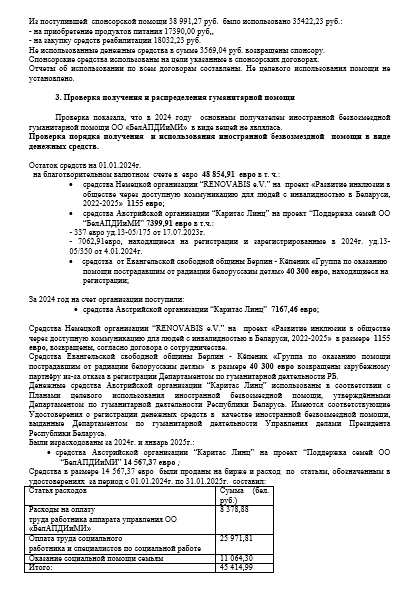 Из поступившей спонсорской помощи 38 991,27 руб. было использовано 35422,23 руб.:
- на приобретение продуктов питания 17390,00 руб.,
- на закупку средств реабилитации 18032,23 руб.
Не использованные денежные средства в сумме 3569,04 руб. возвращены спонсору.
Спонсорские средства использованы на цели указанные в спонсорских договорах.
Отчеты об использовании по всем договорам составлены. Не целевого использования помощи не
установлено.
3. Проверка получения и распределения гуманитарной помощи
Проверка показала, что в 2024 году основным получателем иностранной безвозмездной
гуманитарной помощи ОО «БелАПДИиМИ» в виде вещей не являлась.
Проверка порядка получения и использования иностранной безвозмездной помощи в виде
денежных средств.
Остаток средств на 01.01.2024г.
на благотворительном валютном счете в евро 48 854,91 евро в т. ч.:
• средства Немецкой организации “RENOVABIS e.V.” на проект «Развитие инклюзии в
обществе через доступную коммуникацию для людей с инвалидностью в Беларуси,
2022-2025» 1155 евро;
• средства Австрийской организации “Каритас Линц” на проект “Поддержка семей ОО
“БелАПДИиМИ” 7399,91 евро в т.ч.:
- 337 евро уд.13-05/175 от 17.07.2023г.
- 7062,91евро, находящиеся на регистрации и зарегистрированные в 2024г. уд.13-
05/350 от 4.01.2024г.
• средства от Евангельской свободной общины Берлин - Кёпеник «Группа по оказанию
помощи пострадавшим от радиации белорусским детям» 40 300 евро, находящиеся на
регистрации;
За 2024 год на счет организации поступили:
• средства Австрийской организации “Каритас Линц” 7167,46 евро;
Средства Немецкой организации “RENOVABIS e.V.” на проект «Развитие инклюзии в обществе
через доступную коммуникацию для людей с инвалидностью в Беларуси, 2022-2025» в размере 1155
евро, возвращены, согласно договора о сотрудничестве.
Средства Евангельской свободной общины Берлин - Кёпеник «Группа по оказанию помощи
пострадавшим от радиации белорусским детям» в размере 40 300 евро возвращены зарубежному
партнёру из-за отказа в регистрации Департаментом по гуманитарной деятельности РБ.
Денежные средства Австрийской организации “Каритас Линц” использованы в соответствии с
Планами целевого использования иностранной безвозмездной помощи, утверждёнными
Департаментом по гуманитарной деятельности Республики Беларусь. Имеются соответствующие
Удостоверения о регистрации денежных средств в качестве иностранной безвозмездной помощи,
выданные Департаментом по гуманитарной деятельности Управления делами Президента
Республики Беларусь.
Были израсходованы за 2024г. и январь 2025г.:
• средства Австрийской организации “Каритас Линц” на проект “Поддержка семей ОО
“БелАПДИиМИ” 14 567,37 евро ;
Средства в размере 14 567,37 евро были проданы на бирже и расход по статьям, обозначенным в
удостоверениях за период с 01.01.2024г. по 31.01.2025г. составил:
Статья расходов Сумма (бел.
руб.)
Расходы на оплату 8 378,88
труда работника аппарата управления ОО
«БелАПДИиМИ»
Оплата труда социального 25 971,81
работника и специалистов по социальной работе
Оказание социальной помощи семьям 11 064,30
Итого: 45 414,99